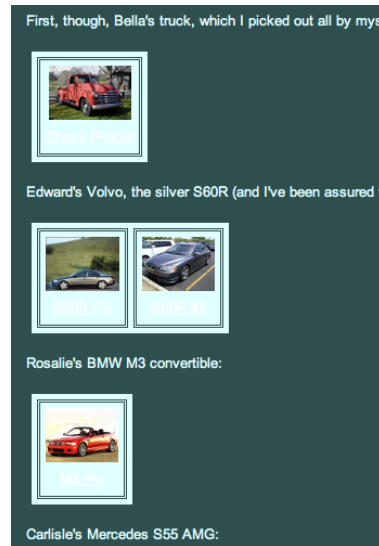 First, though, Bella's truck, which I picked out all by mys
Chevy Pickup
Edward's Volvo, the silver S60R (and I've been assured
S60R Pic
S60R #2
Rosalie's BMW M3 convertible:
M3 Pic
Carlisle's Mercedes S55 AMG: